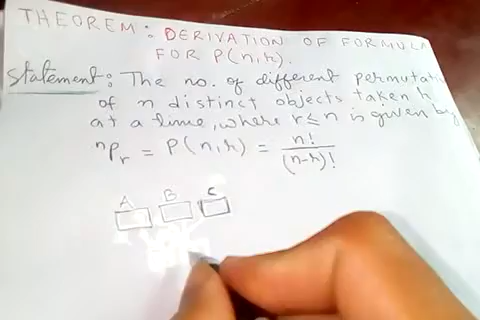 THEOREM: DERIVATION OF FORMULA
FOR P(n,r).
Statement: The no. of different
of n distinct objects taken r
at a time, where r≤n is given by
nPr = P(n,r) = n!/(n-r)!
A B C